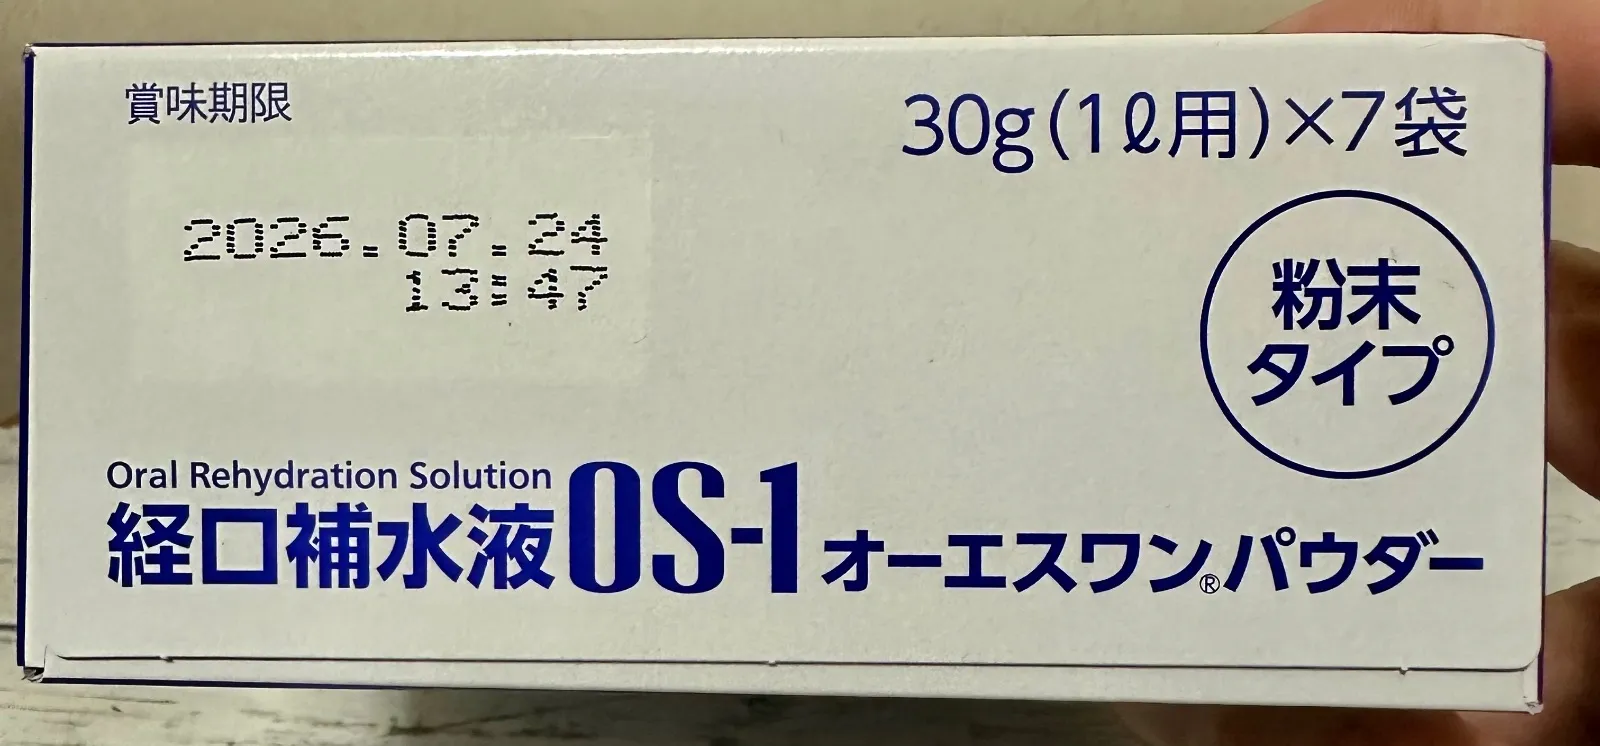 賞味期限
30g(1ℓ用)×7袋
2026.07.24
13:47
粉末
タイプ
Oral Rehydration Solution
経口補水液OS-1オーエスワン®パウダー